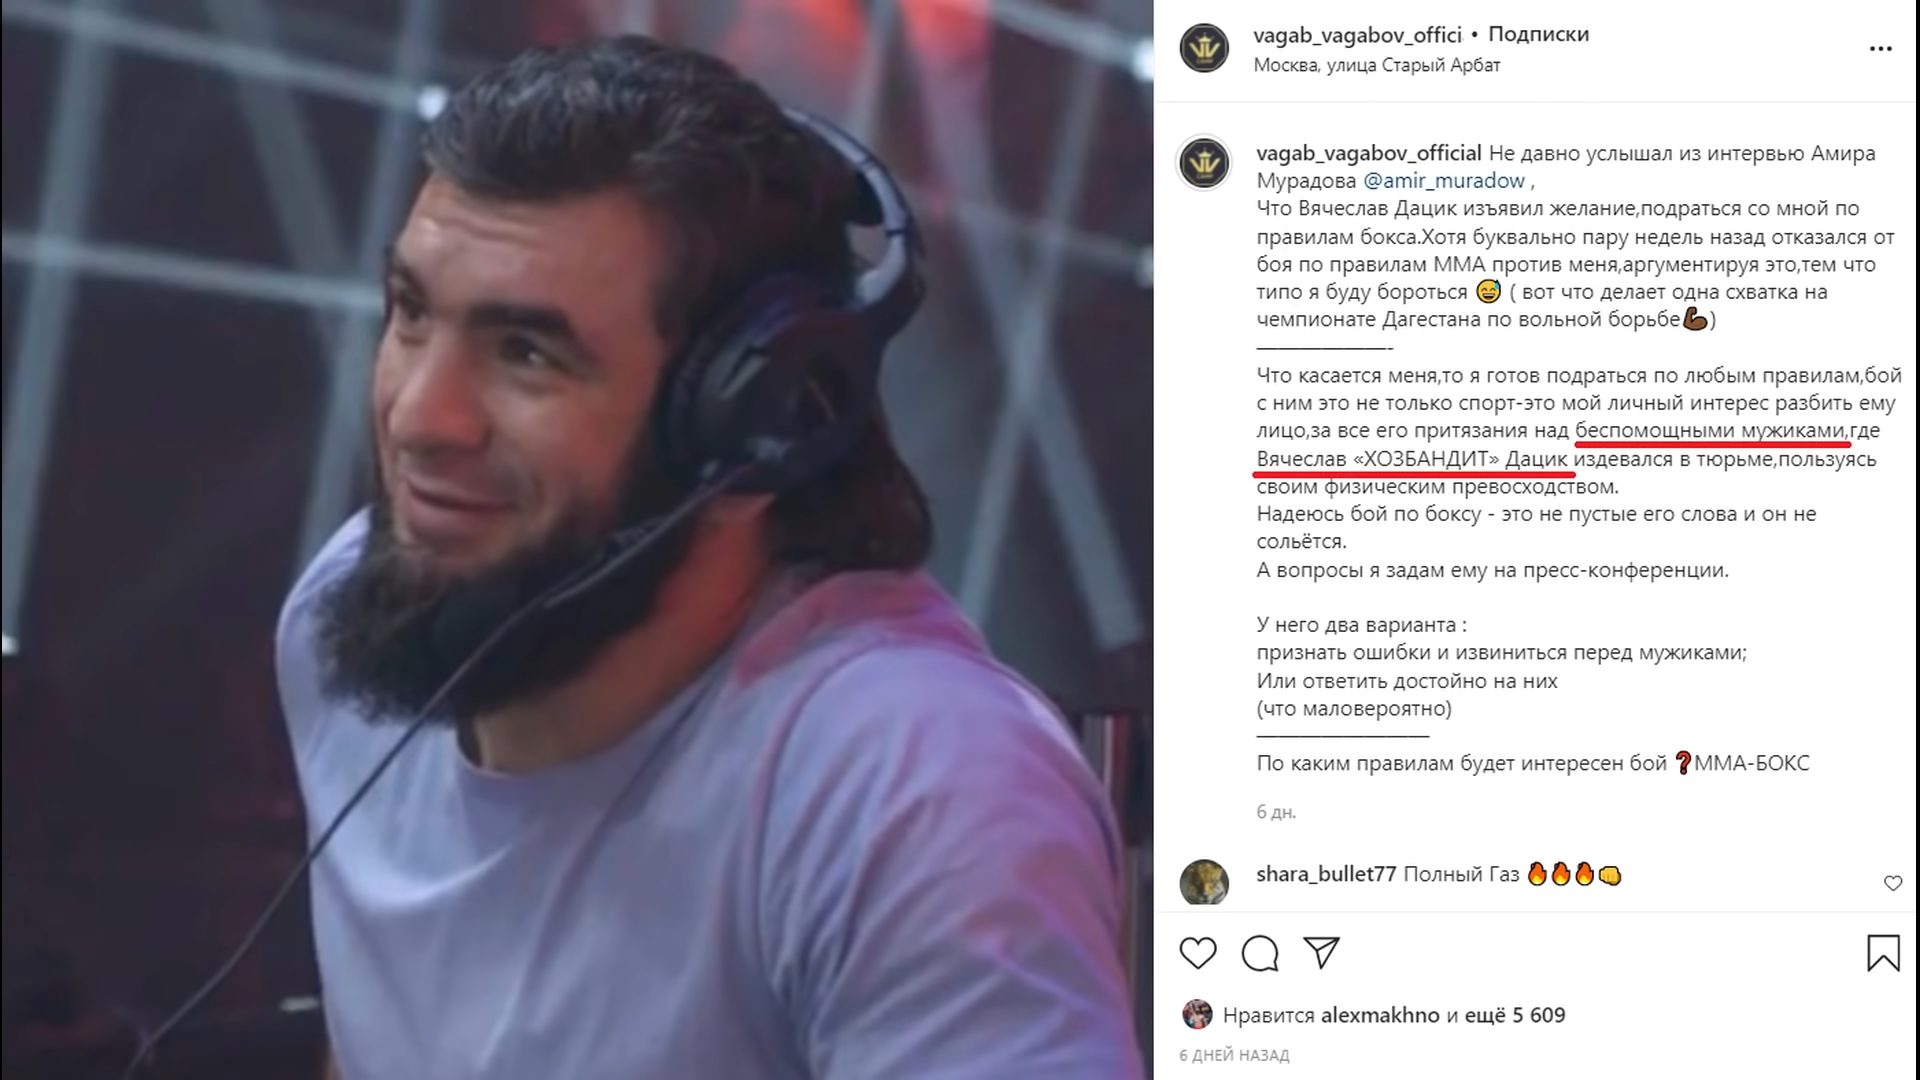 vagab_vagabov_offici • Подписки
Москва, улица Старый Арбат
vagab_vagabov_official Не давно услышал из интервью Амира
Мурадова @amir_muradow ,
Что Вячеслав Дацик изъявил желание,подраться со мной по
правилам бокса.Хотя буквально пару недель назад отказался от
боя по правилам ММА против меня,аргументируя это,тем что
типо я буду бороться 😅 ( вот что делает одна схватка на
чемпионате Дагестана по вольной борьбе💪🏿)
———————-
Что касается меня,то я готов подраться по любым правилам,бой
с ним это не только спорт-это мой личный интерес разбить ему
лицо,за все его притязания над беспомощными мужиками,где
Вячеслав «ХОЗБАНДИТ» Дацик издевался в тюрьме,пользуясь
своим физическим превосходством.
Надеюсь бой по боксу - это не пустые его слова и он не
сольётся.
А вопросы я задам ему на пресс-конференции.
У него два варианта :
признать ошибки и извиниться перед мужиками;
Или ответить достойно на них
(что маловероятно)
————————
По каким правилам будет интересен бой ❓ММА-БОКС
6 дн.
shara_bullet77 Полный Газ 🔥🔥🔥👊
Нравится alexmakhno и ещё 5 609
6 ДНЕЙ НАЗАД